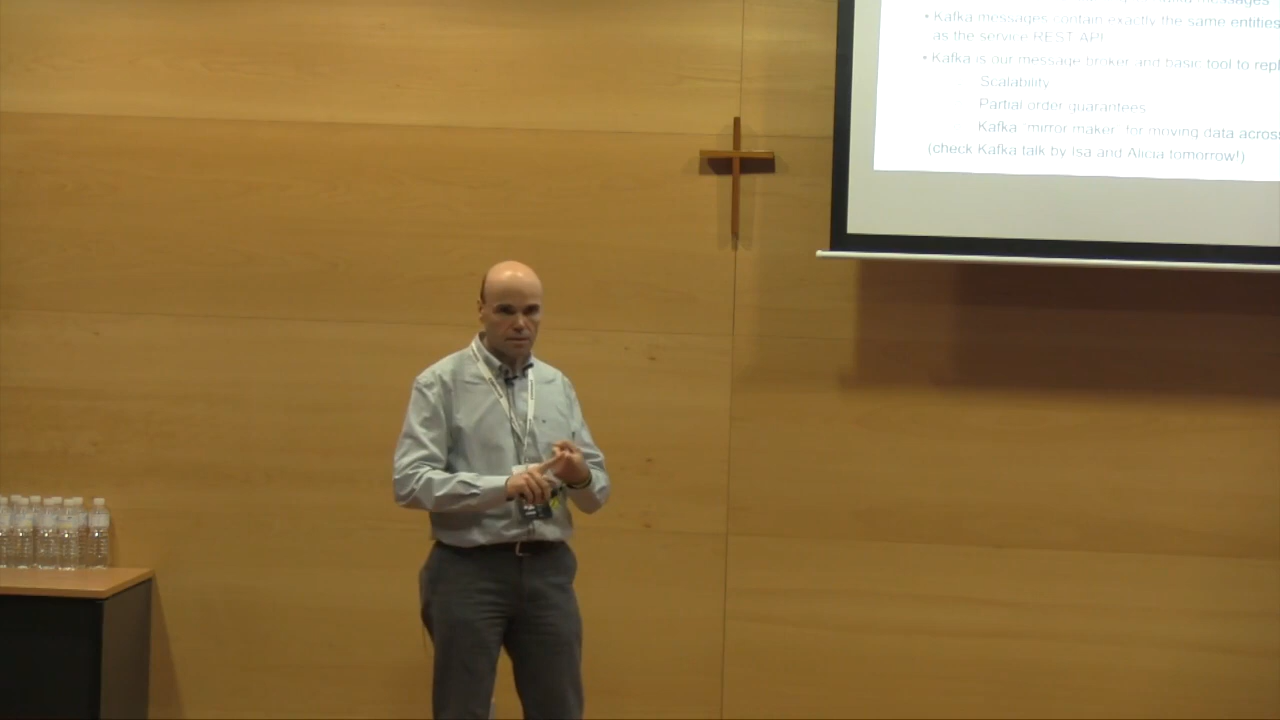 messages
• Kafka messages contain exactly the same entities
as the service REST API
• Kafka is our message broker and basic tool to repl
Scalability
Partial order guarantees
Kafka "mirror maker" for moving data across
(check Kafka talk by Isa and Alicia tomorrow!)